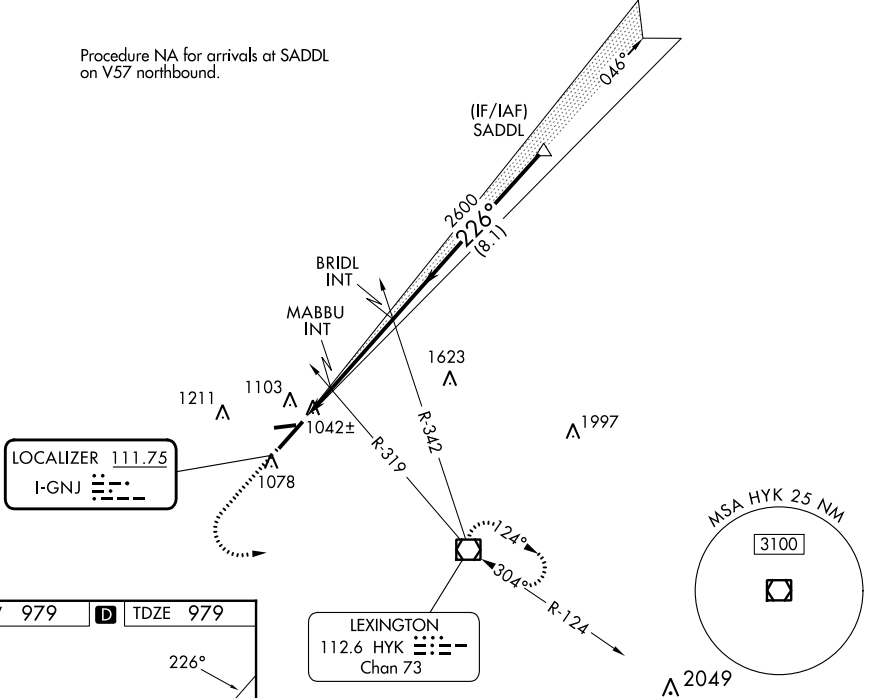 Procedure NA for arrivals at SADDL
on V57 northbound.
046°
(IF/IAF)
SADDL
2600
226°
(8.1)
BRIDL
INT
MABBU
INT
1623
1103
1211
1042±
1997
R-342
R-319
LOCALIZER 111.75
I-GNJ
1078
MSA HYK 25 NM
3100
124°
304°
R-124
LEXINGTON
112.6 HYK
Chan 73
979
D
TDZE 979
226°
2049